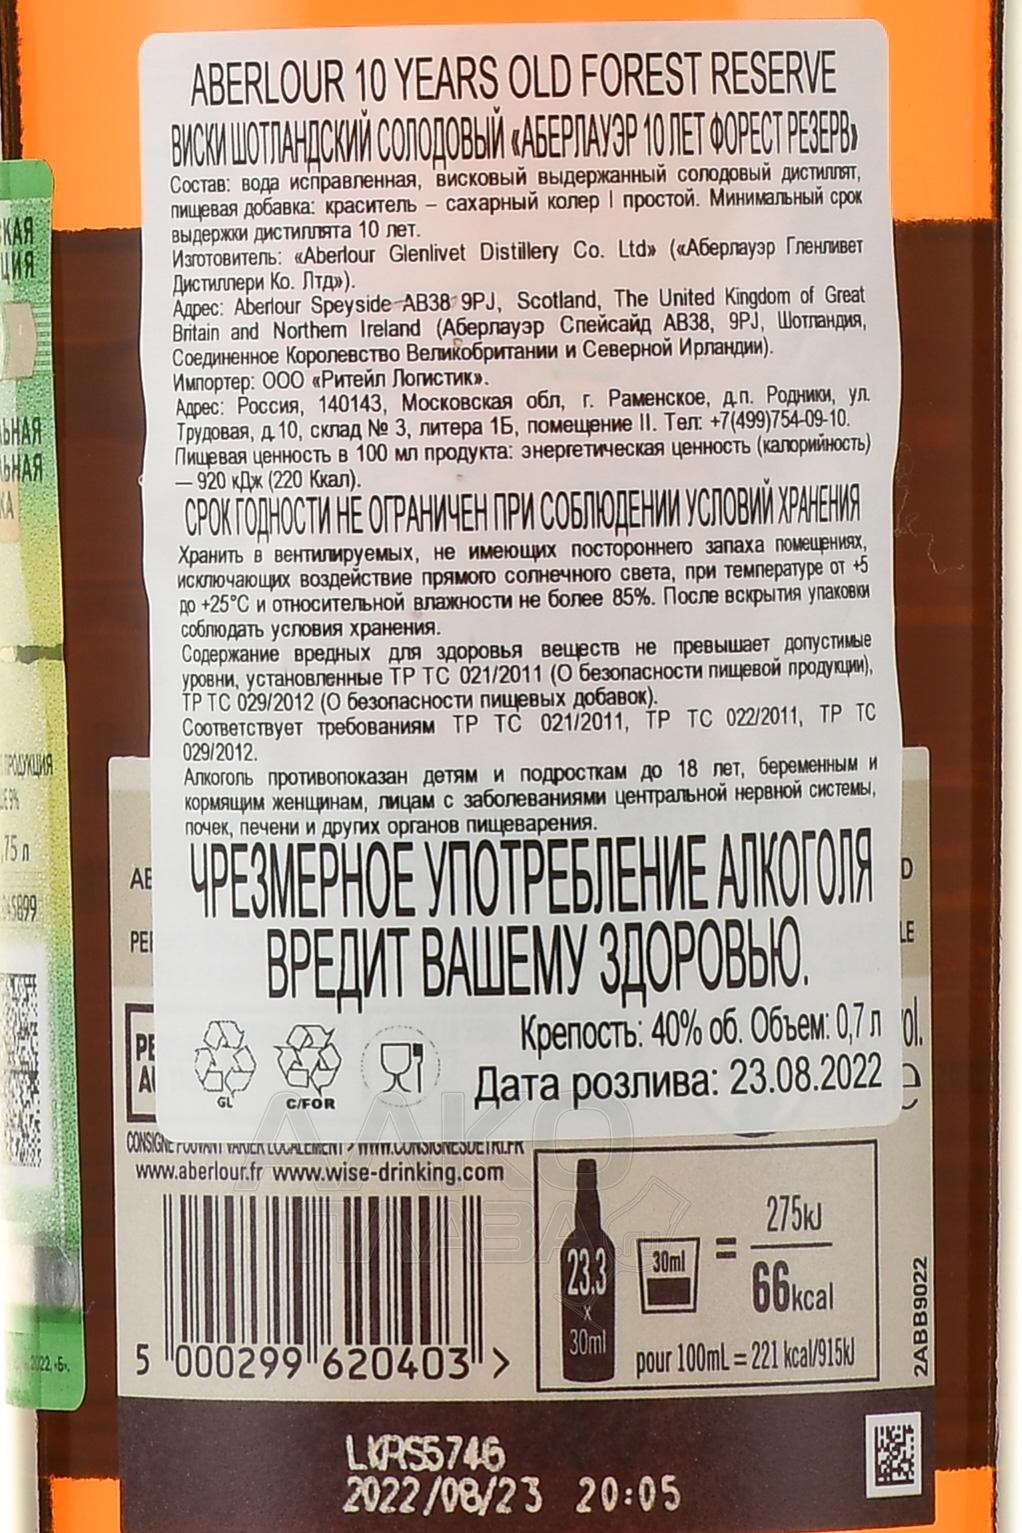 ABERLOUR 10 YEARS OLD FOREST RESERVE
ВИСКИ ШОТЛАНДСКИЙ СОЛОДОВЫЙ «АБЕРЛАУЭР 10 ЛЕТ ФОРЕСТ РЕЗЕРВ»
Состав: вода исправленная, висковый выдержанный солодовый дистиллят,
пищевая добавка: краситель – сахарный колер I простой. Минимальный срок
выдержки дистиллята 10 лет.
Изготовитель: «Aberlour Glenlivet Distillery Co. Ltd» («Аберлауэр Гленливет
Дистиллери Ко. Лтд»).
Адрес: Aberlour Speyside AB38 9PJ, Scotland, The United Kingdom of Great
Britain and Northern Ireland (Аберлауэр Спейсайд AB38, 9PJ, Шотландия,
Соединенное Королевство Великобритании и Северной Ирландии).
Импортер: ООО «Ритейл Логистик».
Адрес: Россия, 140143, Московская обл, г. Раменское, д.п. Родники, ул.
Трудовая, д.10, склад № 3, литера 1Б, помещение II. Тел: +7(499)754-09-10.
Пищевая ценность в 100 мл продукта: энергетическая ценность (калорийность)
— 920 кДж (220 Ккал).
СРОК ГОДНОСТИ НЕ ОГРАНИЧЕН ПРИ СОБЛЮДЕНИИ УСЛОВИЙ ХРАНЕНИЯ
Хранить в вентилируемых, не имеющих постороннего запаха помещениях,
исключающих воздействие прямого солнечного света, при температуре от +5
до +25°С и относительной влажности не более 85%. После вскрытия упаковки
соблюдать условия хранения.
Содержание вредных для здоровья веществ не превышает допустимые
уровни, установленные ТР ТС 021/2011 (О безопасности пищевой продукции),
ТР ТС 029/2012 (О безопасности пищевых добавок).
Соответствует требованиям ТР ТС 021/2011, ТР ТС 022/2011, ТР ТС
029/2012.
Алкоголь противопоказан детям и подросткам до 18 лет, беременным и
кормящим женщинам, лицам с заболеваниями центральной нервной системы,
почек, печени и других органов пищеварения.
ЧРЕЗМЕРНОЕ УПОТРЕБЛЕНИЕ АЛКОГОЛЯ
ВРЕДИТ ВАШЕМУ ЗДОРОВЬЮ.
Крепость: 40% об. Объем: 0,7 л
Дата розлива: 23.08.2022
GL
C/FOR
CONSIGNE POUVANT VARIER LOCALEMENT > WWW.CONSIGNESDETRI.FR
www.aberlour.fr www.wise-drinking.com
23.3
x
30ml
30ml
=
275kJ
66kcal
pour 100mL = 221 kcal/915kJ
2ABB9022
5 000299 620403 >
LKRS5746
2022/08/23 20:05